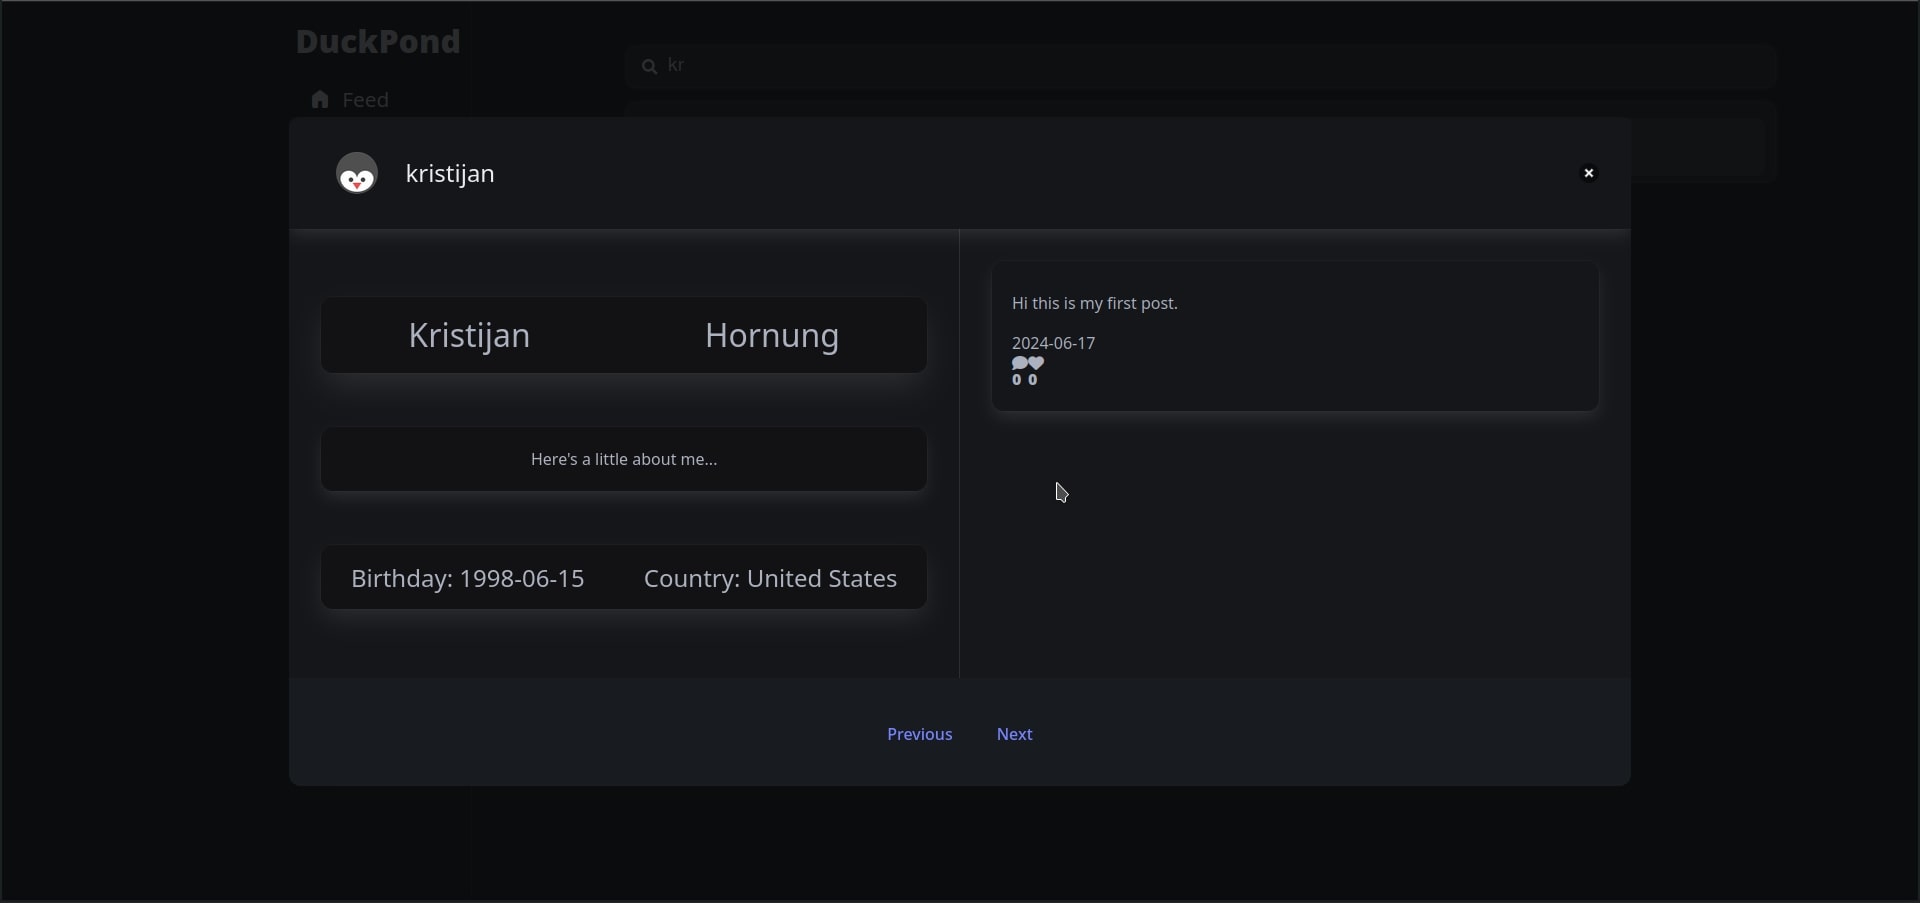 DuckPond
kr
Feed
kristijan
Kristijan Hornung
Here's a little about me...
Birthday: 1998-06-15 Country: United States
Hi this is my first post.
2024-06-17
0 0
Previous Next